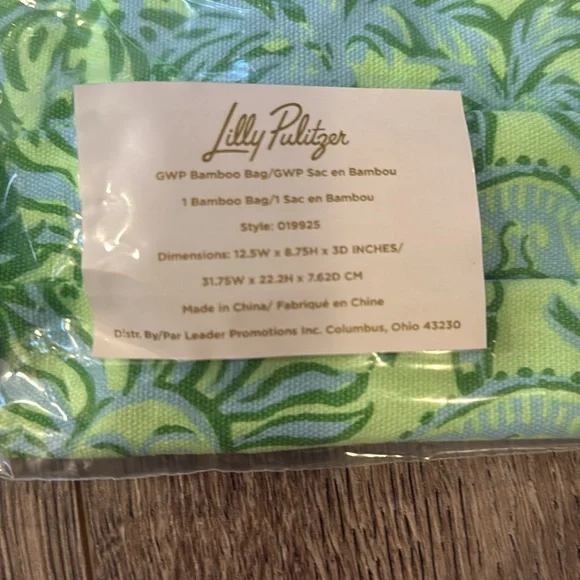 Lilly Pulitzer
GWP Bamboo Bag/GWP Sac en Bambou
1 Bamboo Bag/1 Sac en Bambou
Style: 019925
Dimensions: 12.5W x 8.75H x 3D INCHES/
31.75W x 22.2H x 7.62D CM
Made in China/ Fabriqué en Chine
Distr. By/Par Leader Promotions Inc. Columbus, Ohio 43230